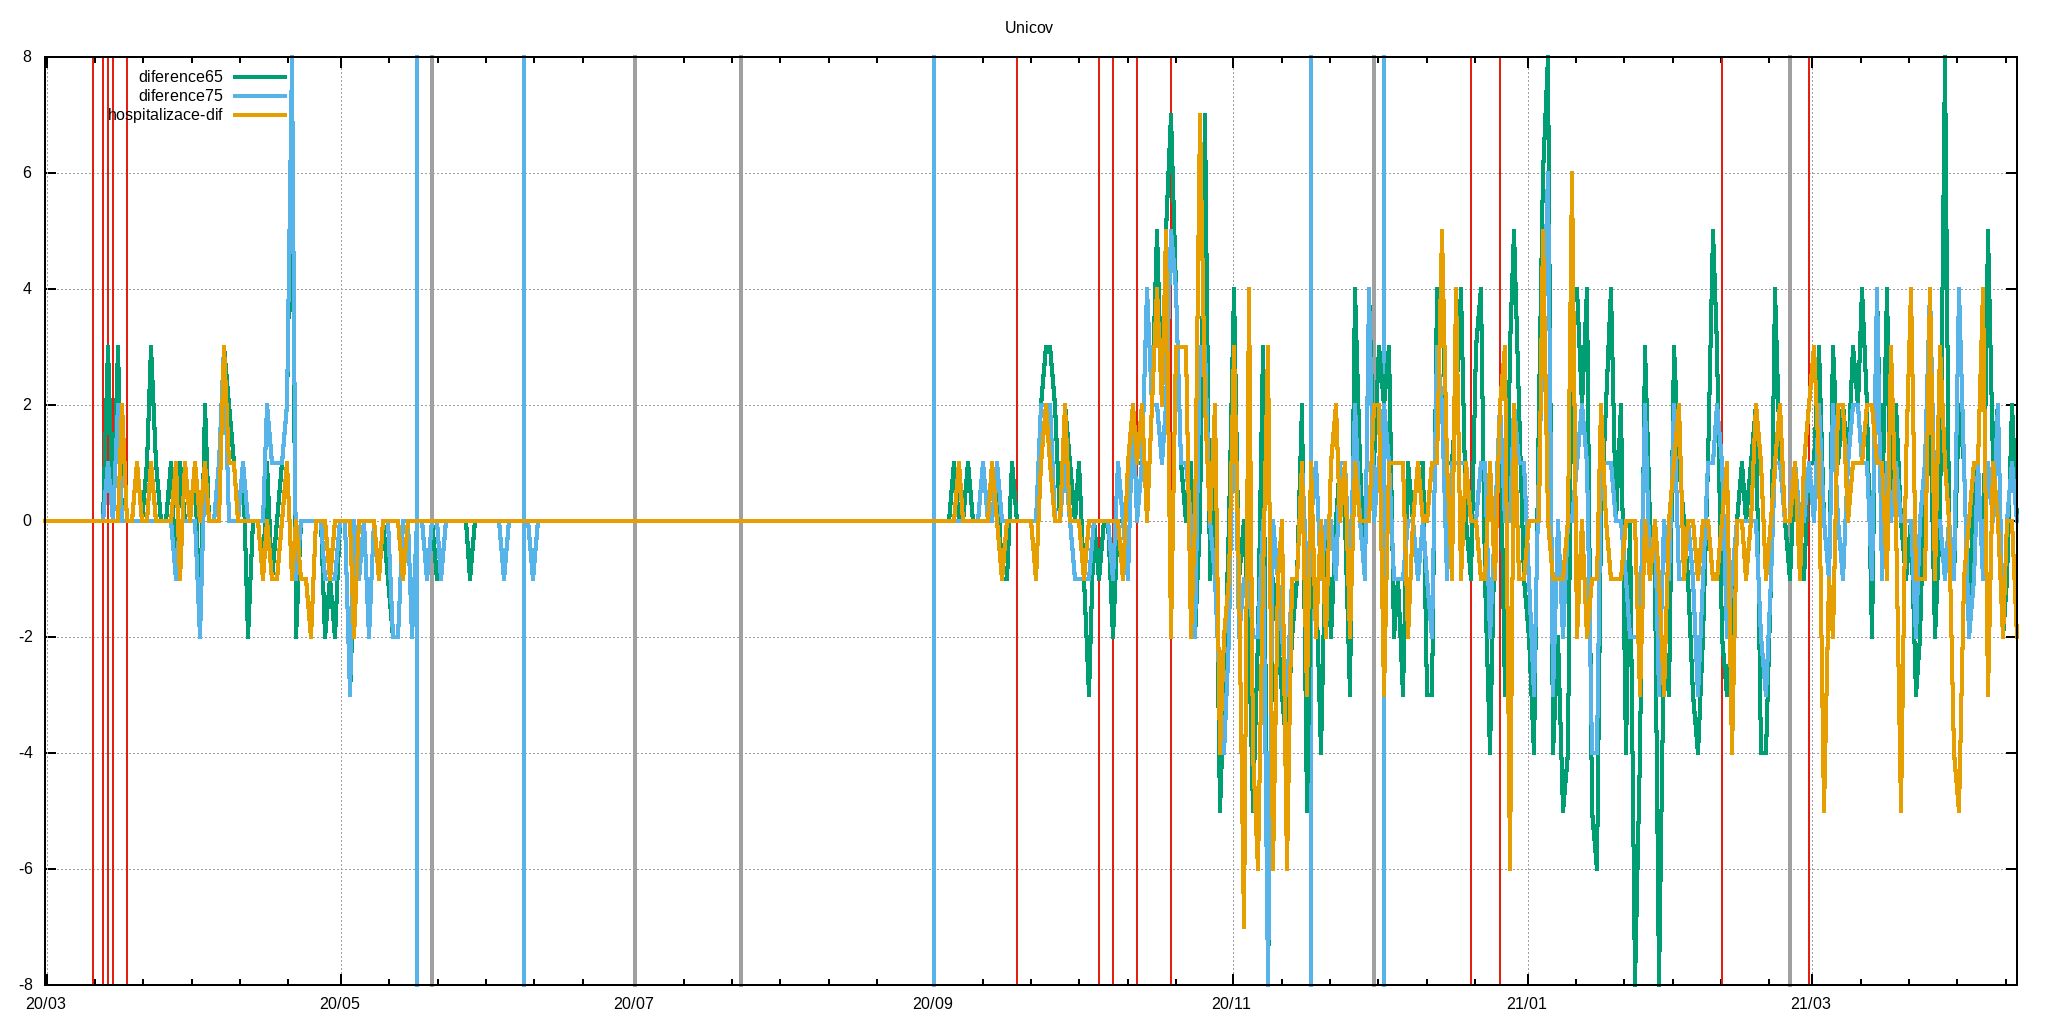 Unicov
diference65
diference75
hospitalizace-dif
8
6
4
2
0
-2
-4
-6
-8
20/03 20/05 20/07 20/09 20/11 21/01 21/03